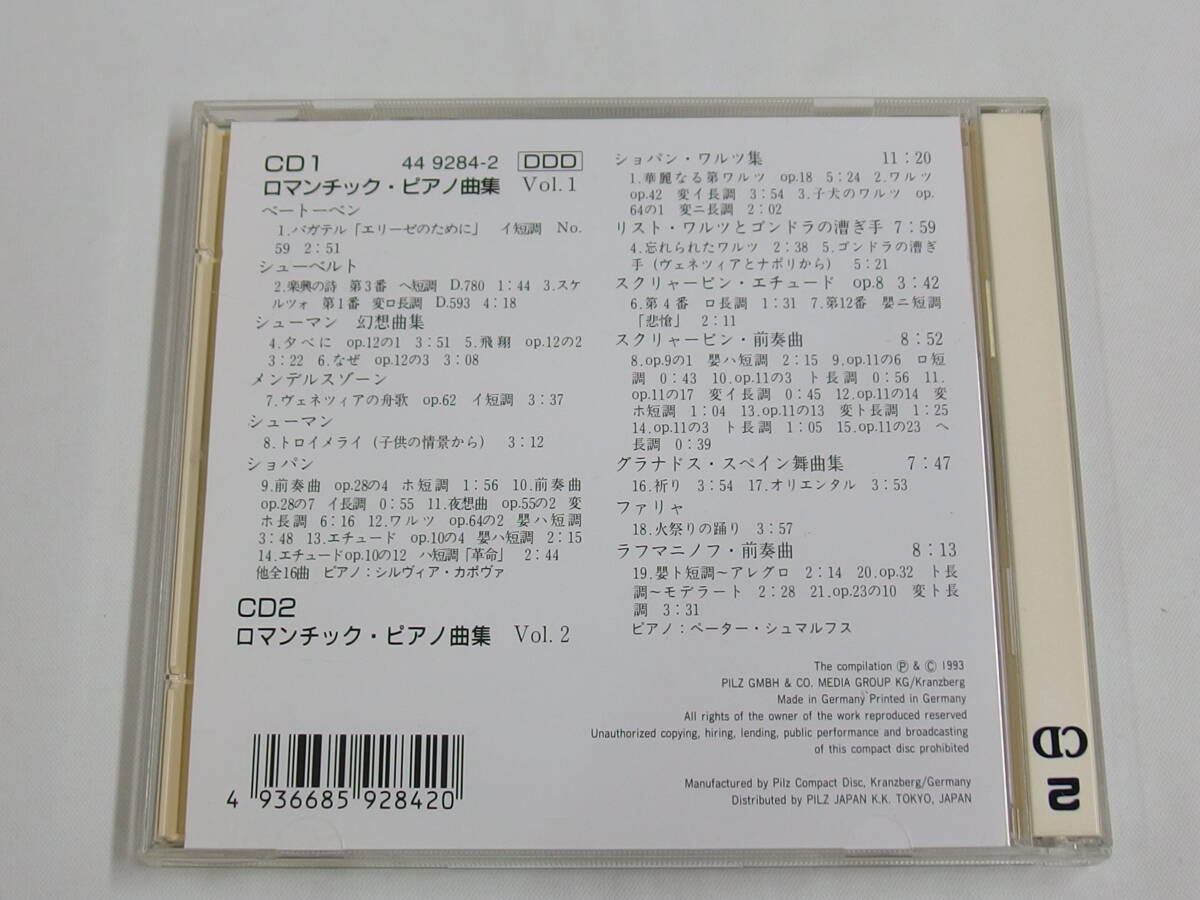 CD1 44 9284-2 DDD
ロマンチック・ピアノ曲集 Vol.1
ベートーベン
1.バガテル「エリーゼのために」 イ短調 No.
59 2：51
シューベルト
2.楽興の詩 第3番 ヘ短調 D.780 1：44 3.スケ
ルツォ 第1番 変ロ長調 D.593 4：18
シューマン 幻想曲集
4.夕べに op.12の1 3：51 5.飛翔 op.12の2
3：22 6.なぜ op.12の3 3：08
メンデルスゾーン
7.ヴェネツィアの舟歌 op.62 イ短調 3：37
シューマン
8.トロイメライ (子供の情景から) 3：12
ショパン
9.前奏曲 op.28の4 ホ短調 1：56 10.前奏曲
op.28の7 イ長調 0：55 11.夜想曲 op.55の2 変
ホ長調 6：16 12.ワルツ op.64の2 嬰ハ短調
3：48 13.エチュード op.10の4 嬰ハ短調 2：15
14.エチュードop.10の12 ハ短調「革命」 2：44
他全16曲 ピアノ：シルヴィア・カポヴァ
CD2
ロマンチック・ピアノ曲集 Vol.2
ショパン・ワルツ集 11：20
1.華麗なる第ワルツ op.18 5：24 2.ワルツ
op.42 変イ長調 3：54 3.子犬のワルツ op.
64の1 変ニ長調 2：02
リスト・ワルツとゴンドラの漕ぎ手 7：59
4.忘れられたワルツ 2：38 5.ゴンドラの漕ぎ
手 (ヴェネツィアとナポリから) 5：21
スクリャービン・エチュード op.8 3：42
6.第4番 ロ長調 1：31 7.第12番 嬰ニ短調
「悲愴」 2：11
スクリャービン・前奏曲 8：52
8.op.9の1 嬰ハ短調 2：15 9.op.11の6 ロ短
調 0：43 10.op.11の3 ト長調 0：56 11.
op.11の17 変イ長調 0：45 12.op.11の14 変
ホ短調 1：04 13.op.11の13 変ト長調 1：25
14.op.11の3 ト長調 1：05 15.op.11の23 ヘ
長調 0：39
グラナドス・スペイン舞曲集 7：47
16.祈り 3：54 17.オリエンタル 3：53
ファリャ
18.火祭りの踊り 3：57
ラフマニノフ・前奏曲 8：13
19.嬰ト短調～アレグロ 2：14 20.op.32 ト長
調～モデラート 2：28 21.op.23の10 変ト長
調 3：31
ピアノ：ペーター・シュマルフス
The compilation Ⓟ & © 1993
PILZ GMBH & CO. MEDIA GROUP KG/Kranzberg
Made in Germany Printed in Germany
All rights of the owner of the work reproduced reserved
Unauthorized copying, hiring, lending, public performance and broadcasting
of this compact disc prohibited
Manufactured by Pilz Compact Disc, Kranzberg/Germany
Distributed by PILZ JAPAN K.K. TOKYO, JAPAN
4 936685 928420
2 CD